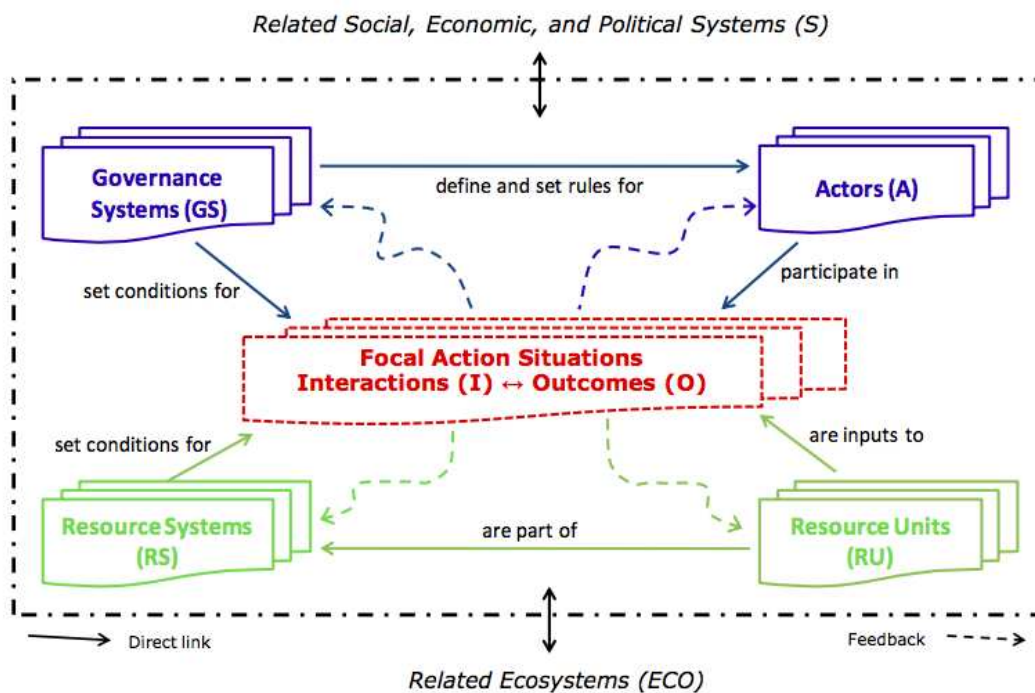 Related Social, Economic, and Political Systems (S)
Governance
Systems (GS)
define and set rules for
Actors (A)
set conditions for
participate in
Focal Action Situations
Interactions (I) ↔ Outcomes (O)
set conditions for
are inputs to
Resource Systems
(RS)
are part of
Resource Units
(RU)
Direct link
Feedback
Related Ecosystems (ECO)